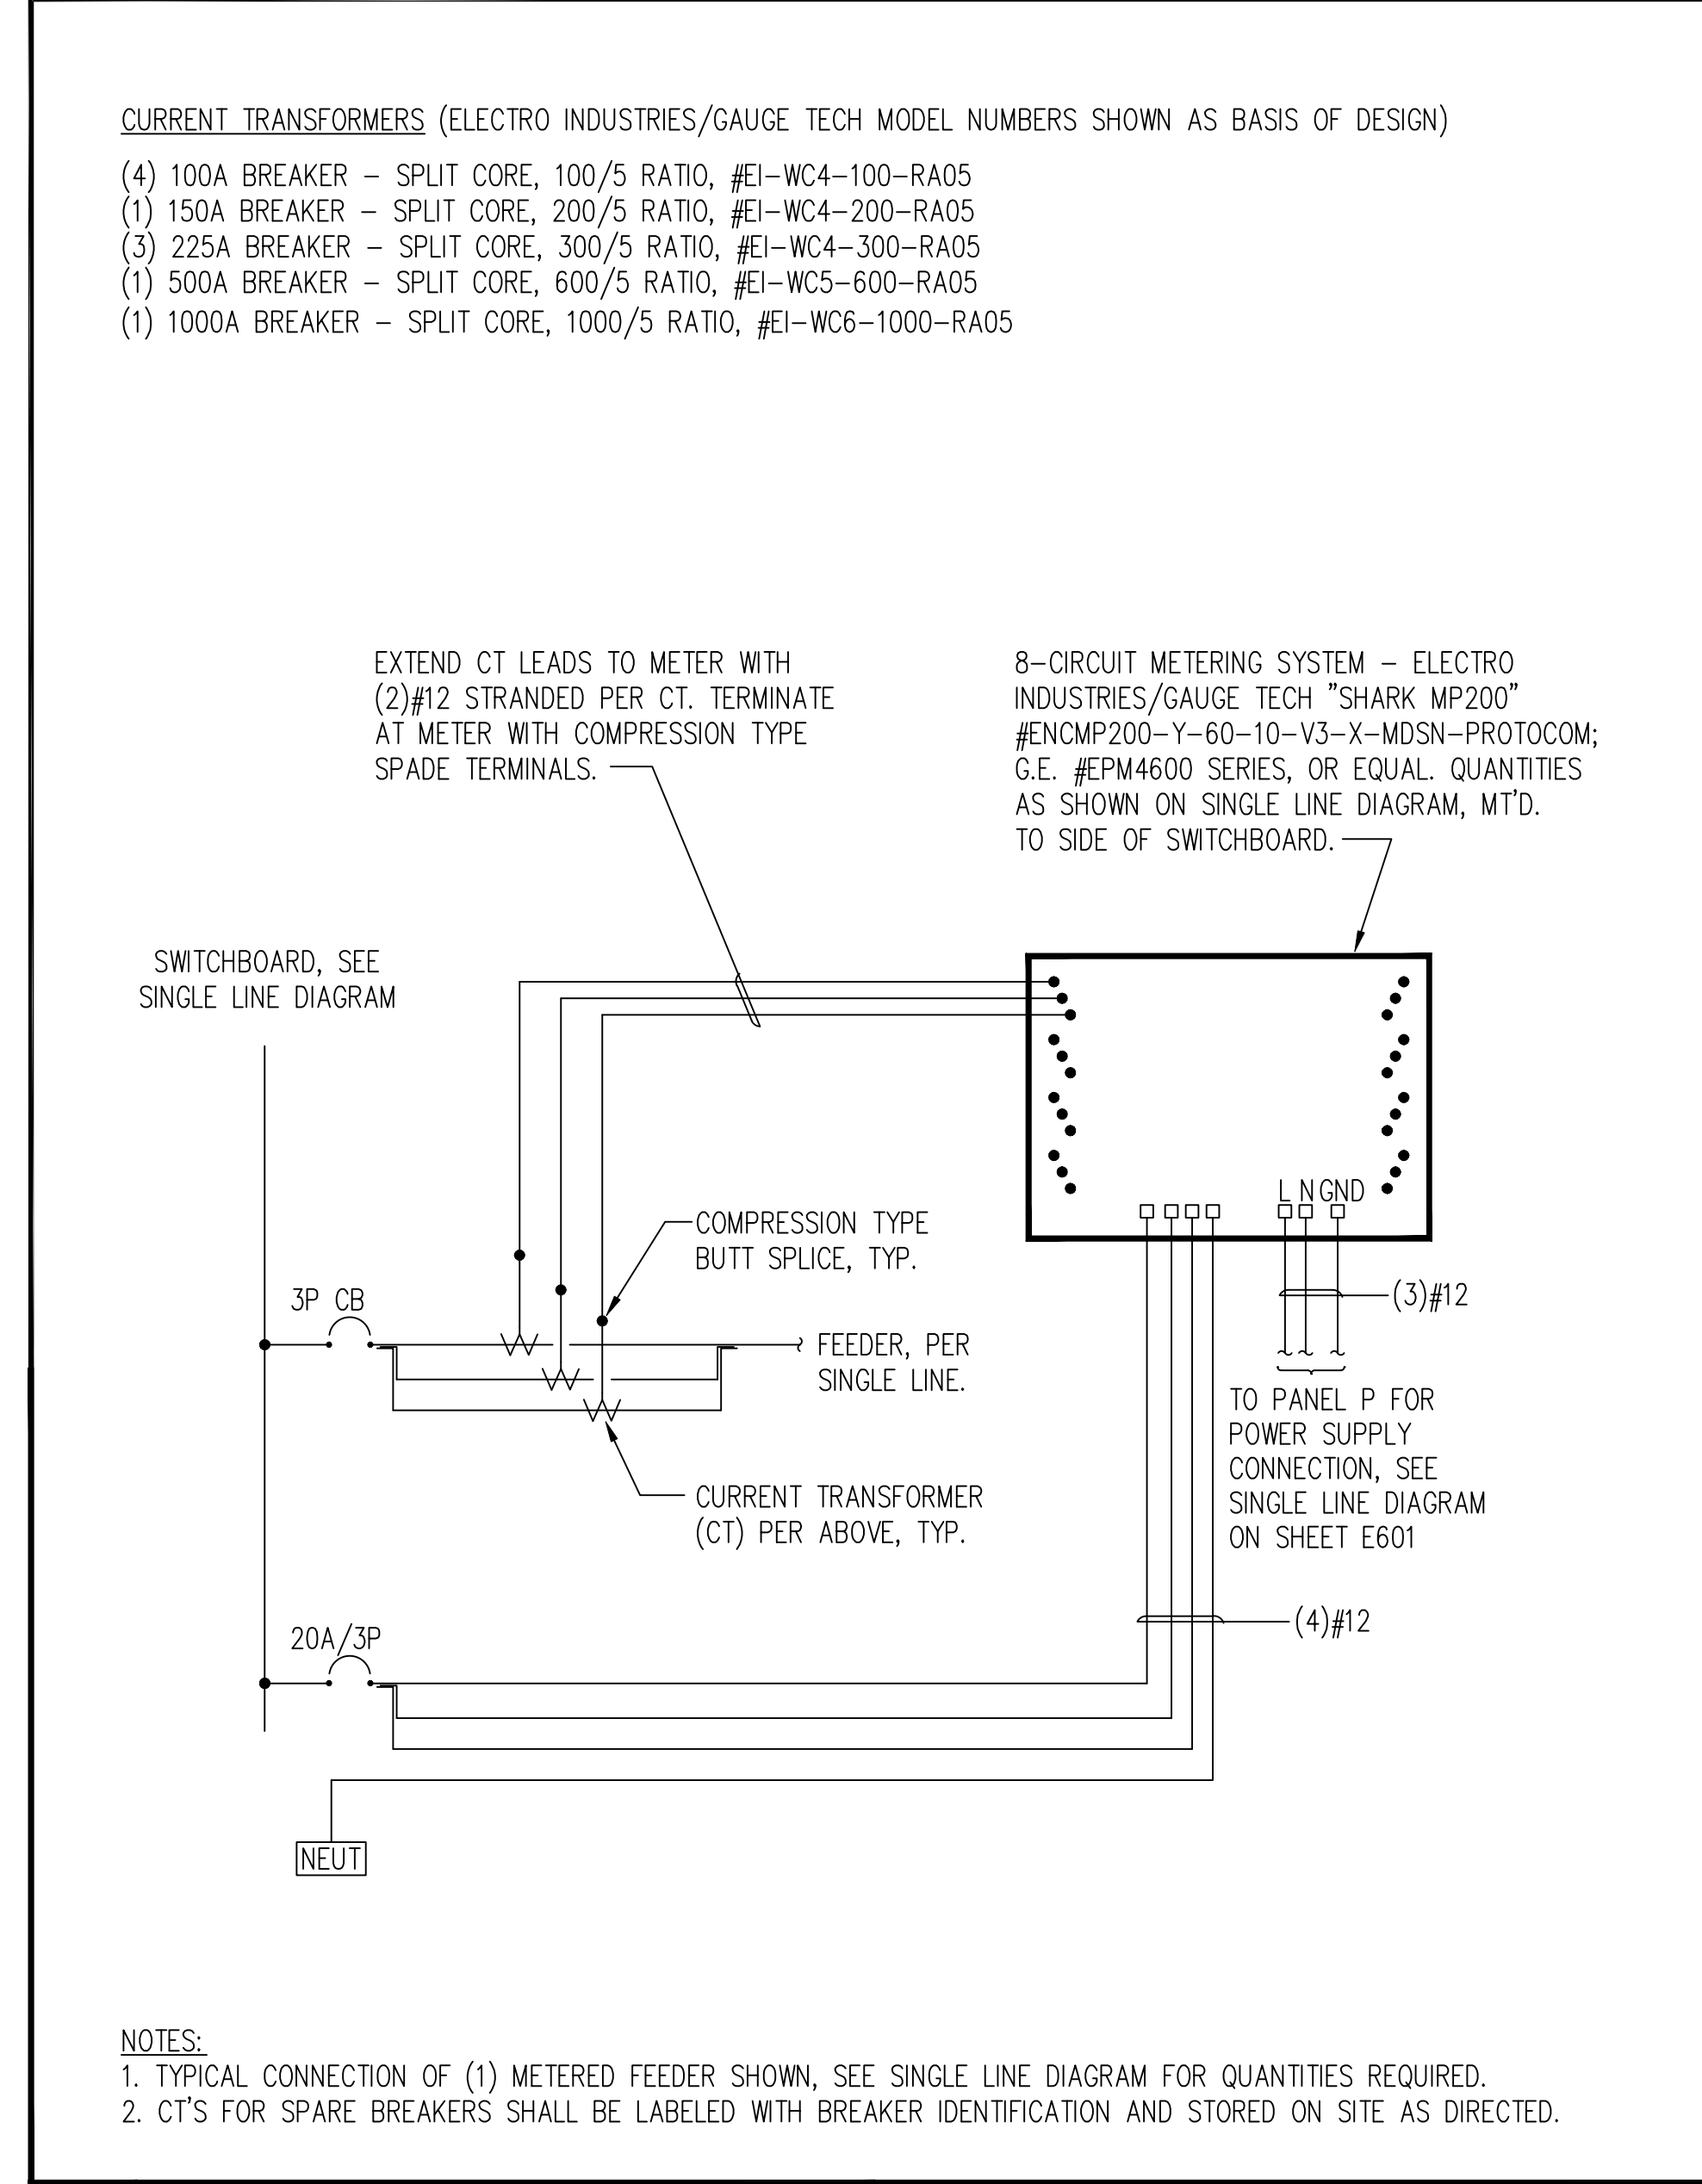 CURRENT TRANSFORMERS (ELECTRO INDUSTRIES/GAUGE TECH MODEL NUMBERS SHOWN AS BASIS OF DESIGN)
(4) 100A BREAKER – SPLIT CORE, 100/5 RATIO, #EI-WC4-100-RA05
(1) 150A BREAKER – SPLIT CORE, 200/5 RATIO, #EI-WC4-200-RA05
(3) 225A BREAKER – SPLIT CORE, 300/5 RATIO, #EI-WC4-300-RA05
(1) 500A BREAKER – SPLIT CORE, 600/5 RATIO, #EI-WC5-600-RA05
(1) 1000A BREAKER – SPLIT CORE, 1000/5 RATIO, #EI-WC6-1000-RA05
EXTEND CT LEADS TO METER WITH
(2)#12 STRANDED PER CT. TERMINATE
AT METER WITH COMPRESSION TYPE
SPADE TERMINALS.
8-CIRCUIT METERING SYSTEM – ELECTRO
INDUSTRIES/GAUGE TECH "SHARK MP200"
#ENCMP200-Y-60-10-V3-X-MDSN-PROTOCOM;
G.E. #EPM4600 SERIES, OR EQUAL. QUANTITIES
AS SHOWN ON SINGLE LINE DIAGRAM, MT'D.
TO SIDE OF SWITCHBOARD.
SWITCHBOARD, SEE
SINGLE LINE DIAGRAM
L N GND
COMPRESSION TYPE
BUTT SPLICE, TYP.
3P CB
(3)#12
FEEDER, PER
SINGLE LINE.
TO PANEL P FOR
POWER SUPPLY
CONNECTION, SEE
SINGLE LINE DIAGRAM
ON SHEET E601
CURRENT TRANSFORMER
(CT) PER ABOVE, TYP.
(4)#12
20A/3P
NEUT
NOTES:
1. TYPICAL CONNECTION OF (1) METERED FEEDER SHOWN, SEE SINGLE LINE DIAGRAM FOR QUANTITIES REQUIRED.
2. CT'S FOR SPARE BREAKERS SHALL BE LABELED WITH BREAKER IDENTIFICATION AND STORED ON SITE AS DIRECTED.